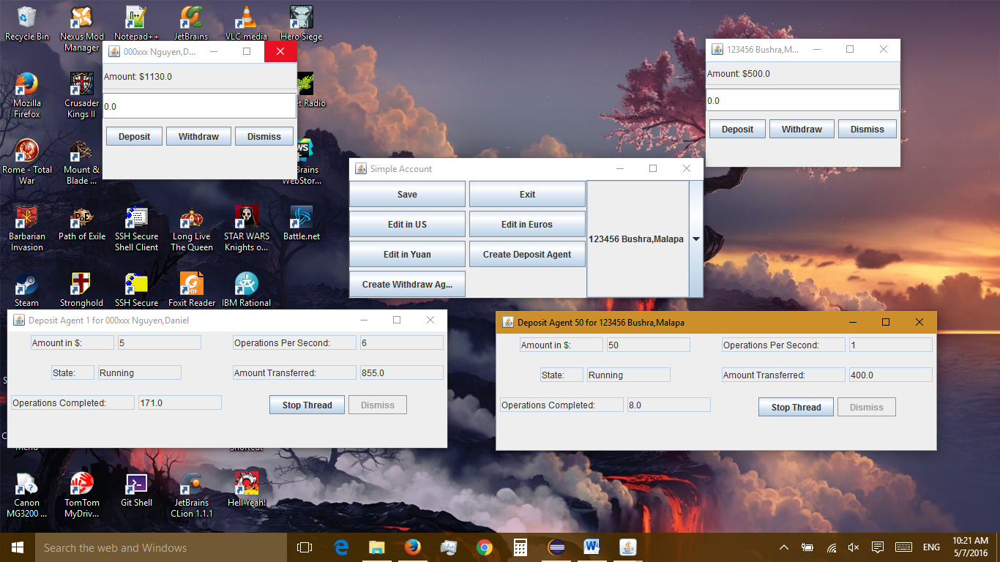 Recycle Bin
Nexus Mod
Manager
Notepad++
JetBrains
VLC media
Hero Siege
000xxx Nguyen,D...
Amount: $1130.0
0.0
Deposit
Withdraw
Dismiss
123456 Bushra,M...
Amount: $500.0
0.0
Deposit
Withdraw
Dismiss
Mozilla
Firefox
Crusader
Kings II
Radio
Rome - Total
War
Mount &
Blade ...
Brains
WebStor...
Simple Account
Save
Exit
Edit in US
Edit in Euros
Edit in Yuan
Create Deposit Agent
Create Withdraw Ag...
123456 Bushra,Malapa
Barbarian
Invasion
Path of Exile
SSH Secure
Shell Client
Long Live
The Queen
STAR WARS
Knights o...
Battle.net
Steam
Stronghold
SSH Secure
Foxit Reader
IBM Rational
Deposit Agent 1 for 000xxx Nguyen,Daniel
Amount in $:
5
Operations Per Second:
6
State:
Running
Amount Transferred:
855.0
Operations Completed:
171.0
Stop Thread
Dismiss
Deposit Agent 50 for 123456 Bushra,Malapa
Amount in $:
50
Operations Per Second:
1
State:
Running
Amount Transferred:
400.0
Operations Completed:
8.0
Stop Thread
Dismiss
Canon
MG3200 ...
TomTom
MyDriv...
Git Shell
JetBrains
CLion 1.1.1
Hell Yeah!
Search the web and Windows
ENG
10:21 AM
5/7/2016